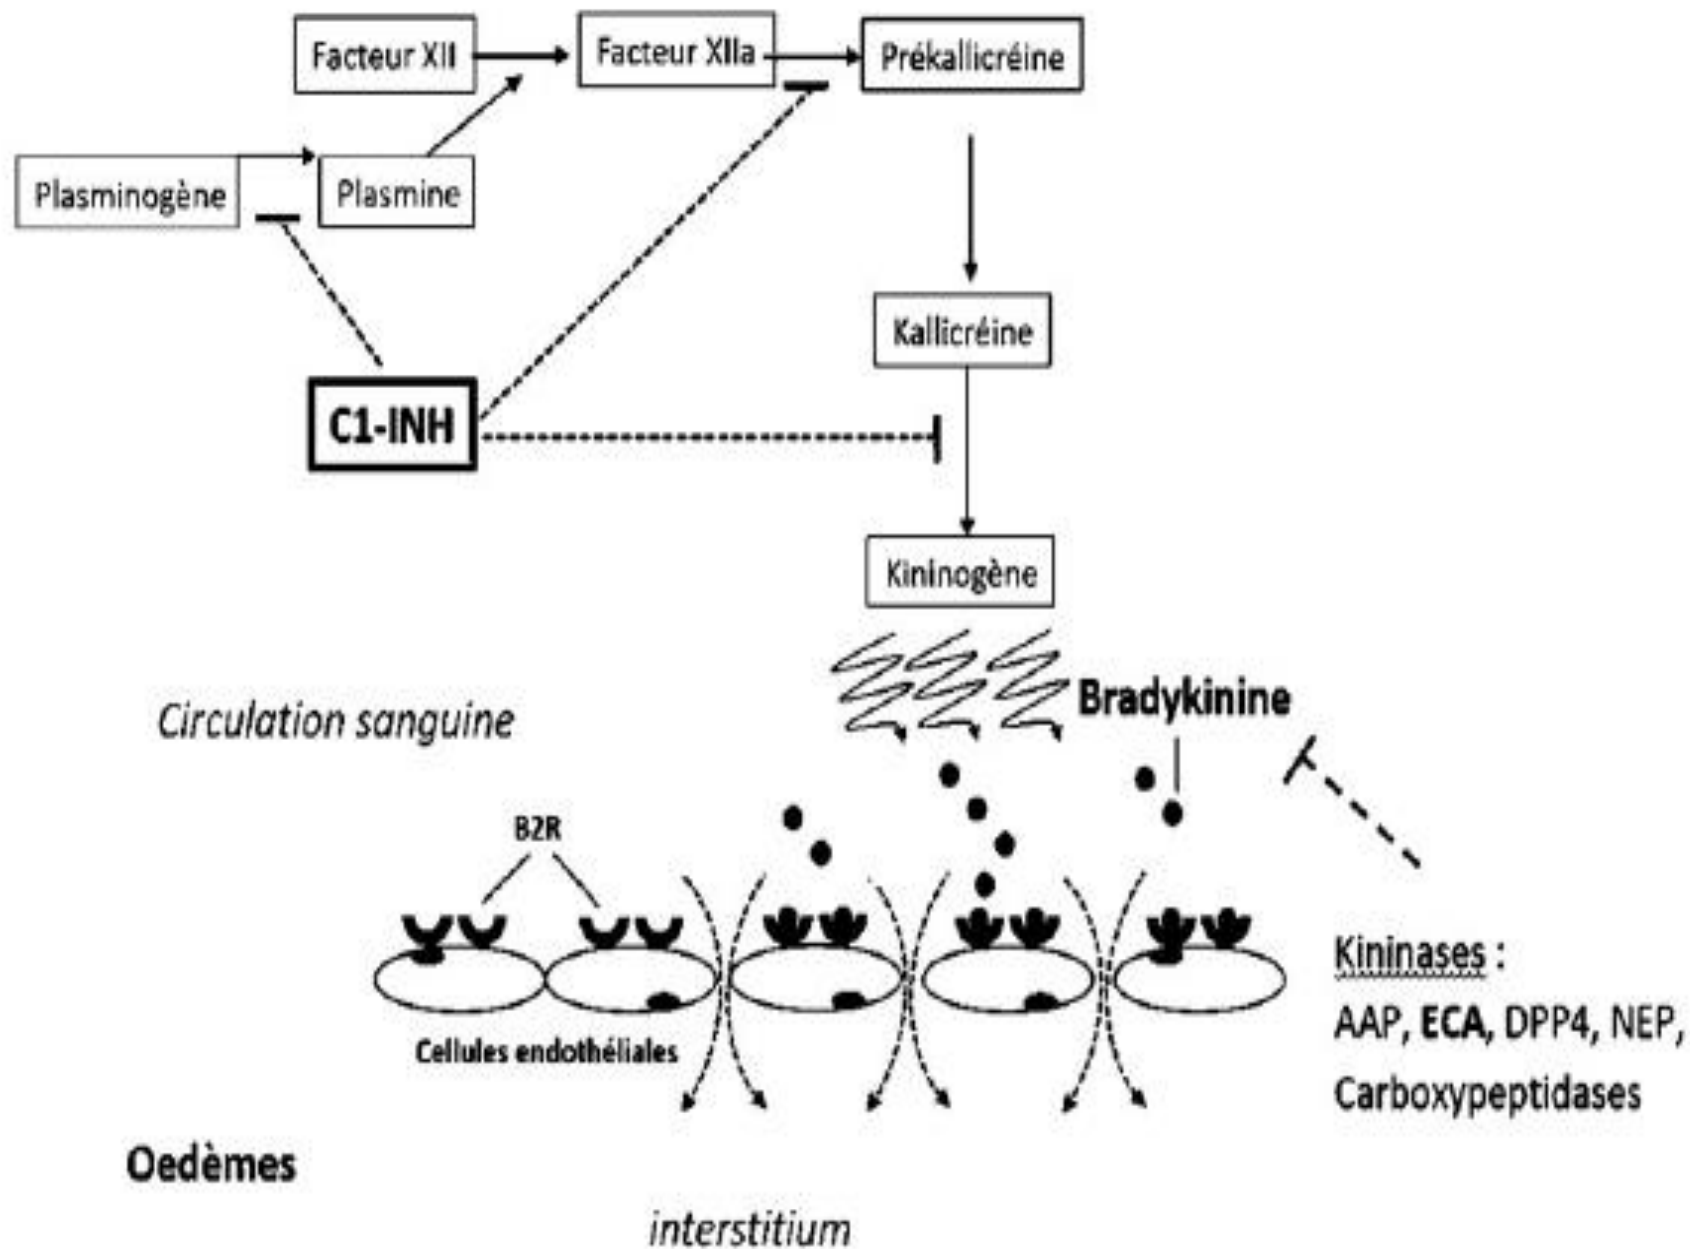 Facteur XII
Facteur XIIa
Prékallicréine
Plasminogène
Plasmine
Kallicréine
C1-INH
Kininogène
Bradykinine
Circulation sanguine
B2R
Cellules endothéliales
Kininases :
AAP, ECA, DPP4, NEP,
Carboxypeptidases
Oedèmes
interstitium